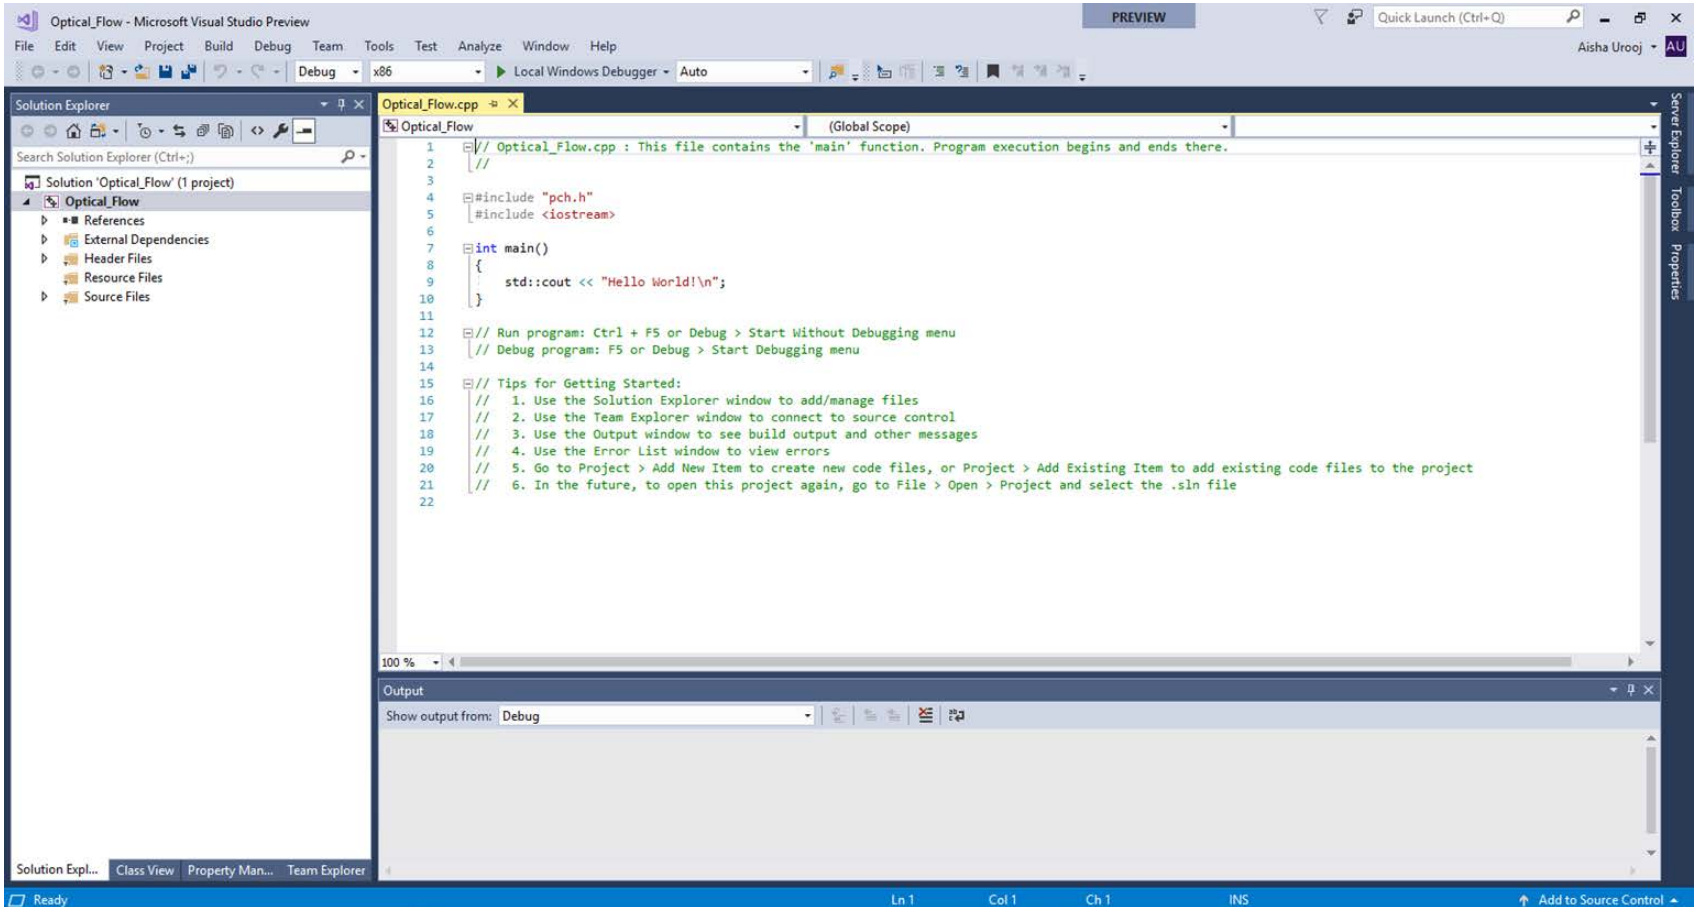 Optical_Flow - Microsoft Visual Studio Preview
PREVIEW
Quick Launch (Ctrl+Q)
File Edit View Project Build Debug Team Tools Test Analyze Window Help
Aisha Urooj AU
Debug x86 Local Windows Debugger Auto
Solution Explorer
Search Solution Explorer (Ctrl+;)
Solution 'Optical_Flow' (1 project)
Optical_Flow
References
External Dependencies
Header Files
Resource Files
Source Files
Solution Expl... Class View Property Man... Team Explorer
Optical_Flow.cpp
Optical_Flow (Global Scope)
1 // Optical_Flow.cpp : This file contains the 'main' function. Program execution begins and ends there.
2 //
3
4 #include "pch.h"
5 #include <iostream>
6
7 int main()
8 {
9 std::cout << "Hello World!\n";
10 }
11
12 // Run program: Ctrl + F5 or Debug > Start Without Debugging menu
13 // Debug program: F5 or Debug > Start Debugging menu
14
15 // Tips for Getting Started:
16 // 1. Use the Solution Explorer window to add/manage files
17 // 2. Use the Team Explorer window to connect to source control
18 // 3. Use the Output window to see build output and other messages
19 // 4. Use the Error List window to view errors
20 // 5. Go to Project > Add New Item to create new code files, or Project > Add Existing Item to add existing code files to the project
21 // 6. In the future, to open this project again, go to File > Open > Project and select the .sln file
22
100 %
Output
Show output from: Debug
Server Explorer
Toolbox
Properties
Ready Ln 1 Col 1 Ch 1 INS Add to Source Control